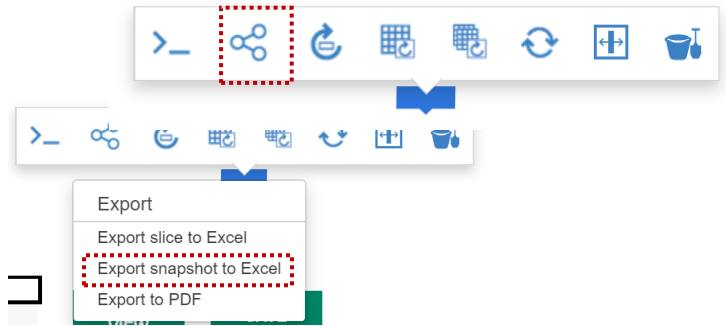 Export
Export slice to Excel
Export snapshot to Excel
Export to PDF